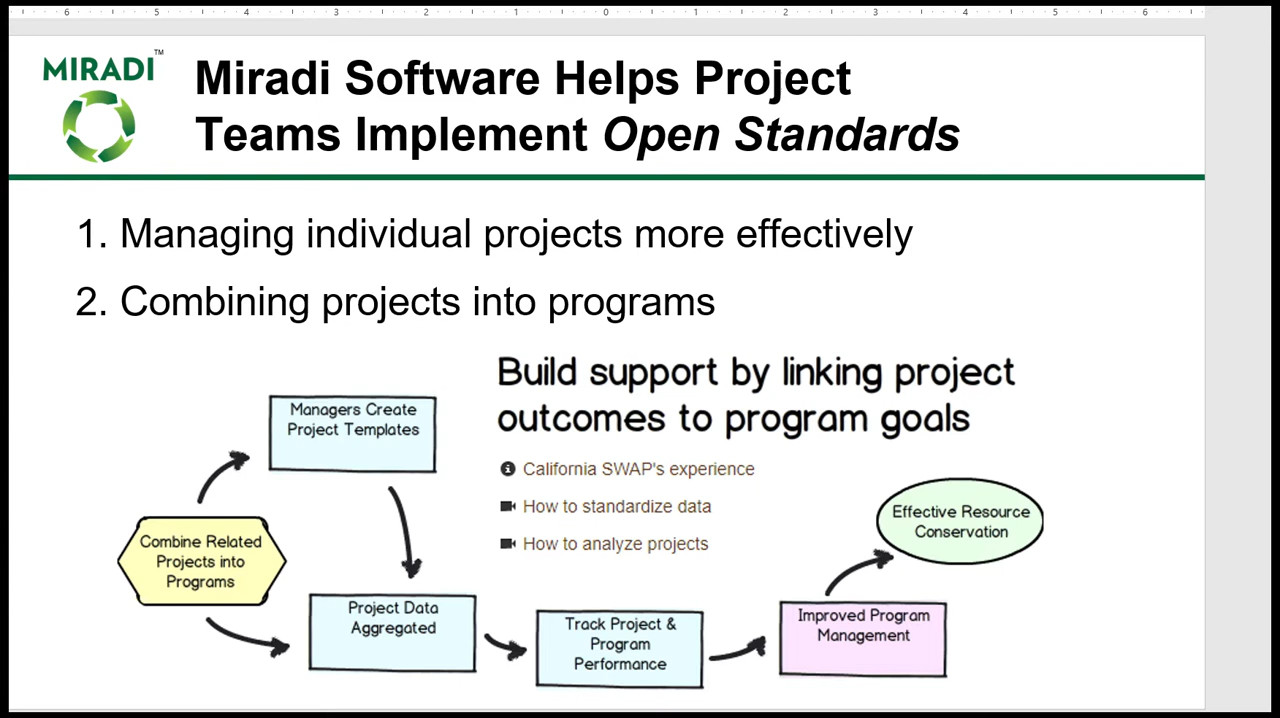 6 5 4 3 2 1 0 1 2 3 4 5 6
MIRADI™
Miradi Software Helps Project
Teams Implement Open Standards
1. Managing individual projects more effectively
2. Combining projects into programs
Build support by linking project
outcomes to program goals
California SWAP's experience
How to standardize data
How to analyze projects
Managers Create
Project Templates
Combine Related
Projects into
Programs
Project Data
Aggregated
Track Project &
Program
Performance
Improved Program
Management
Effective Resource
Conservation